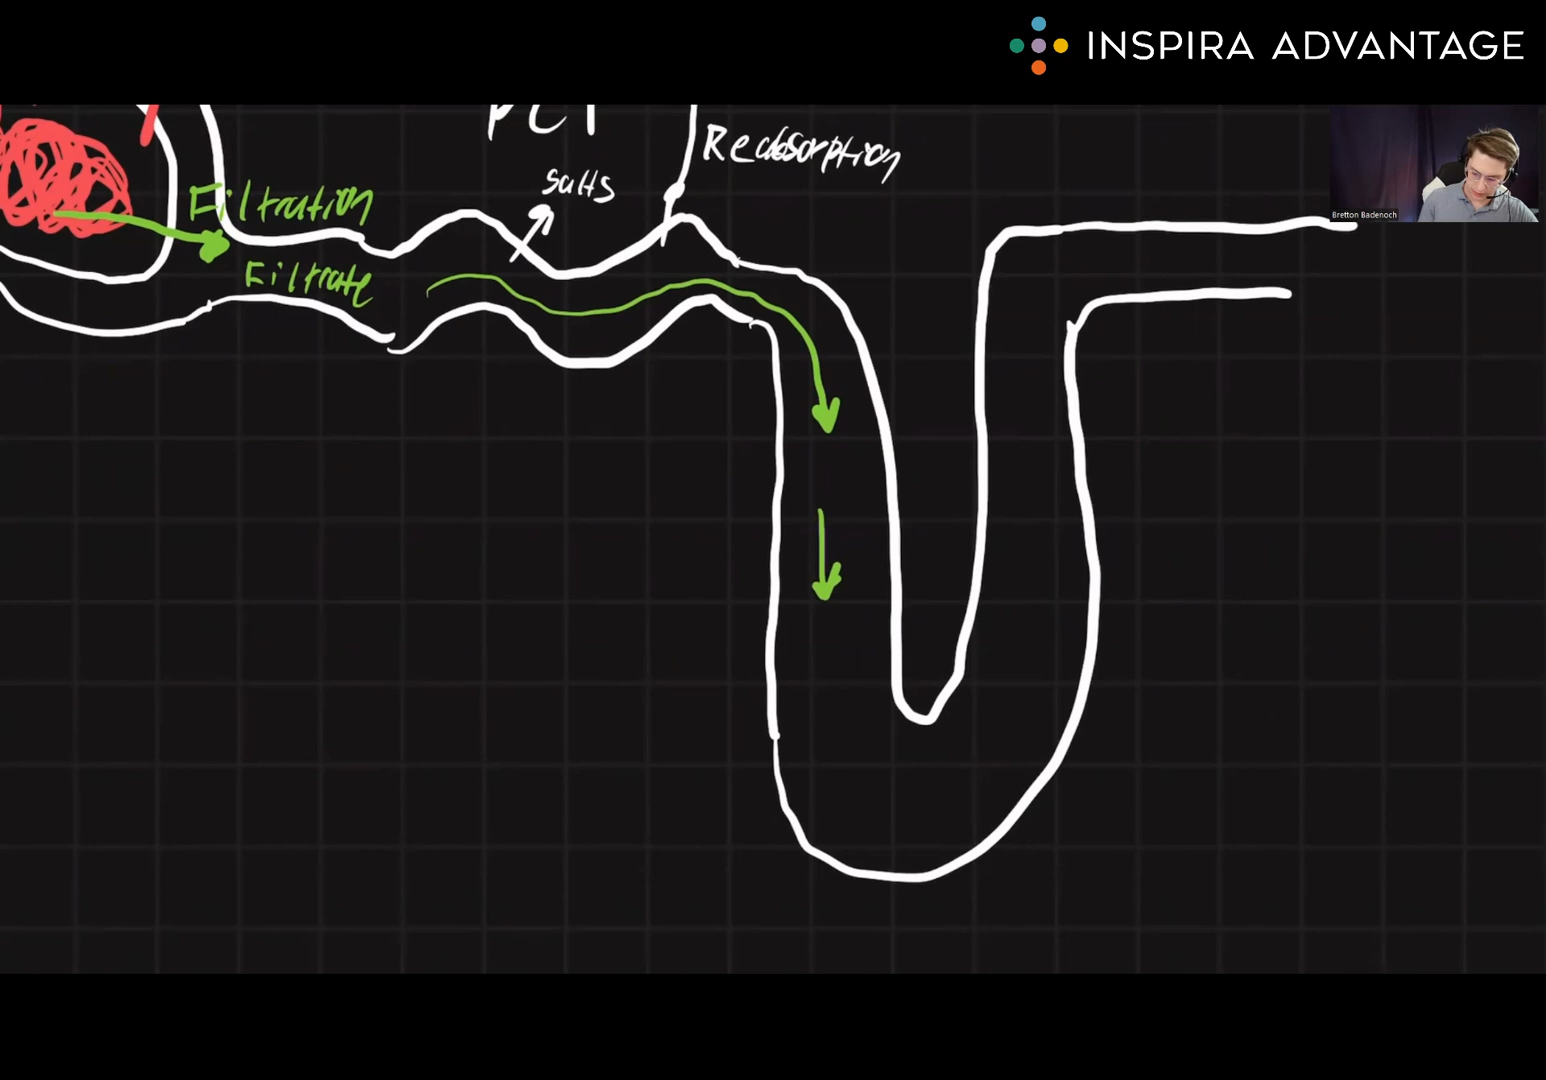 INSPIRA ADVANTAGE
PCT
Reabsorption
salts
Filtration
Filtrate
Bretton Badenoch